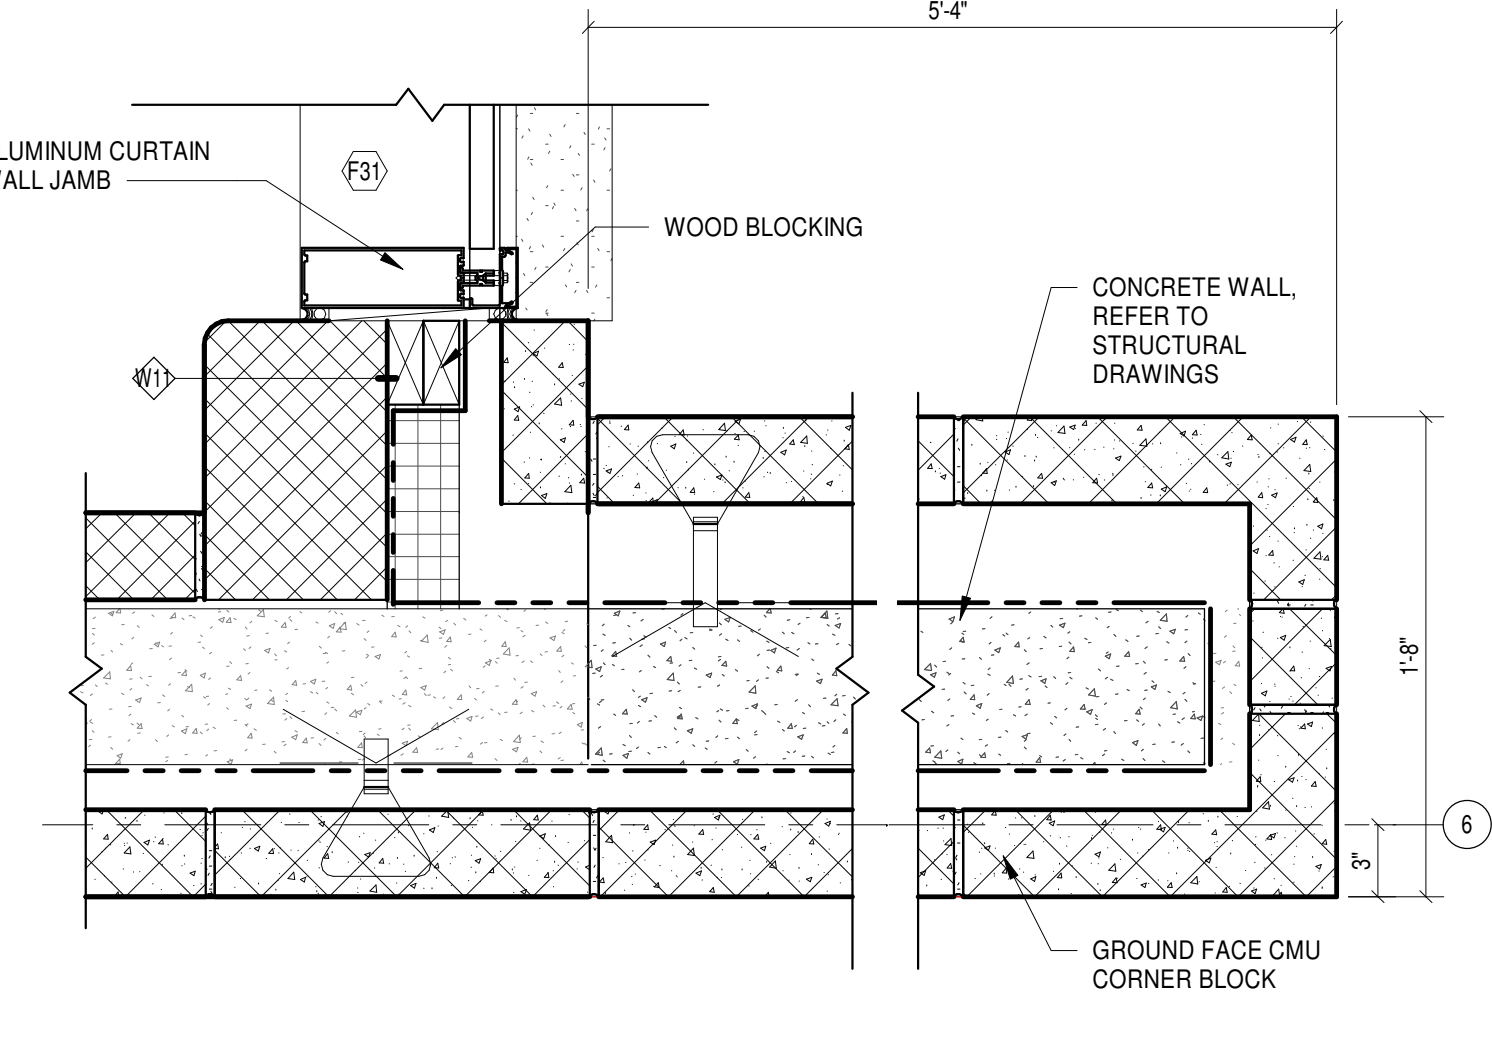 5'-4"
LUMINUM CURTAIN
WALL JAMB
F31
WOOD BLOCKING
CONCRETE WALL,
REFER TO
STRUCTURAL
DRAWINGS
W11
1'-8"
6
3"
GROUND FACE CMU
CORNER BLOCK